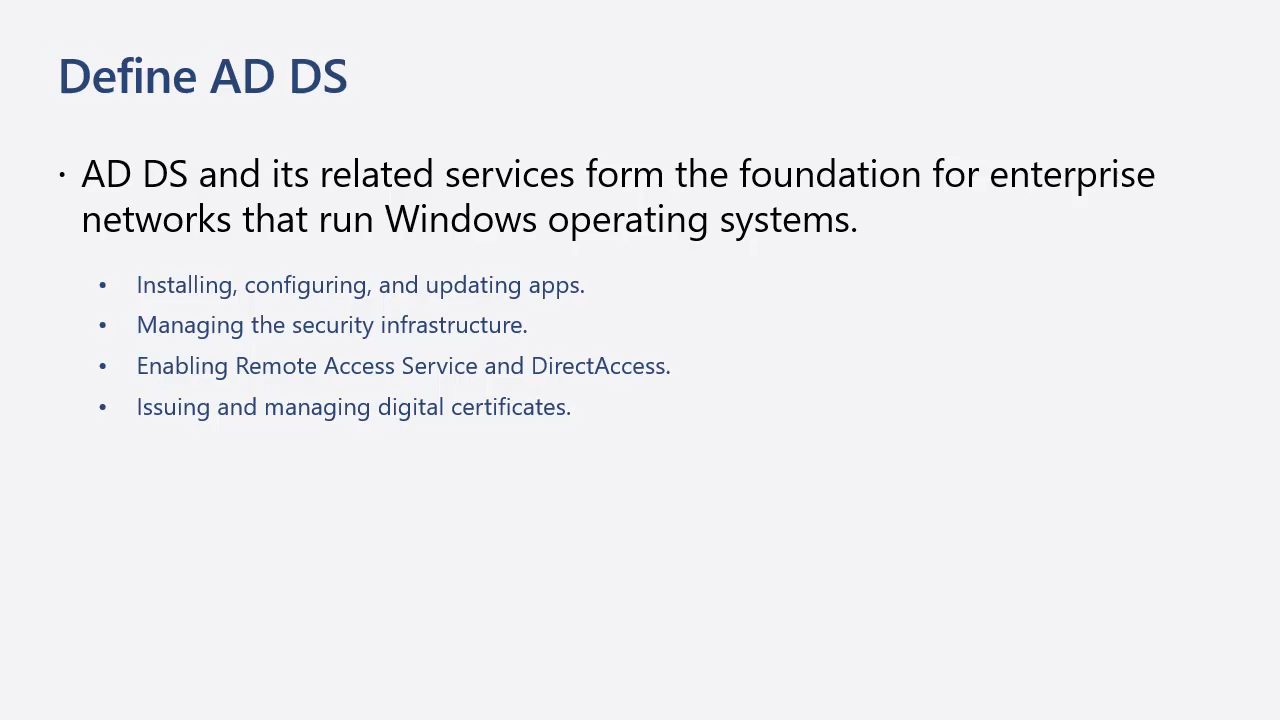 Define AD DS
· AD DS and its related services form the foundation for enterprise
networks that run Windows operating systems.
• Installing, configuring, and updating apps.
• Managing the security infrastructure.
• Enabling Remote Access Service and DirectAccess.
• Issuing and managing digital certificates.